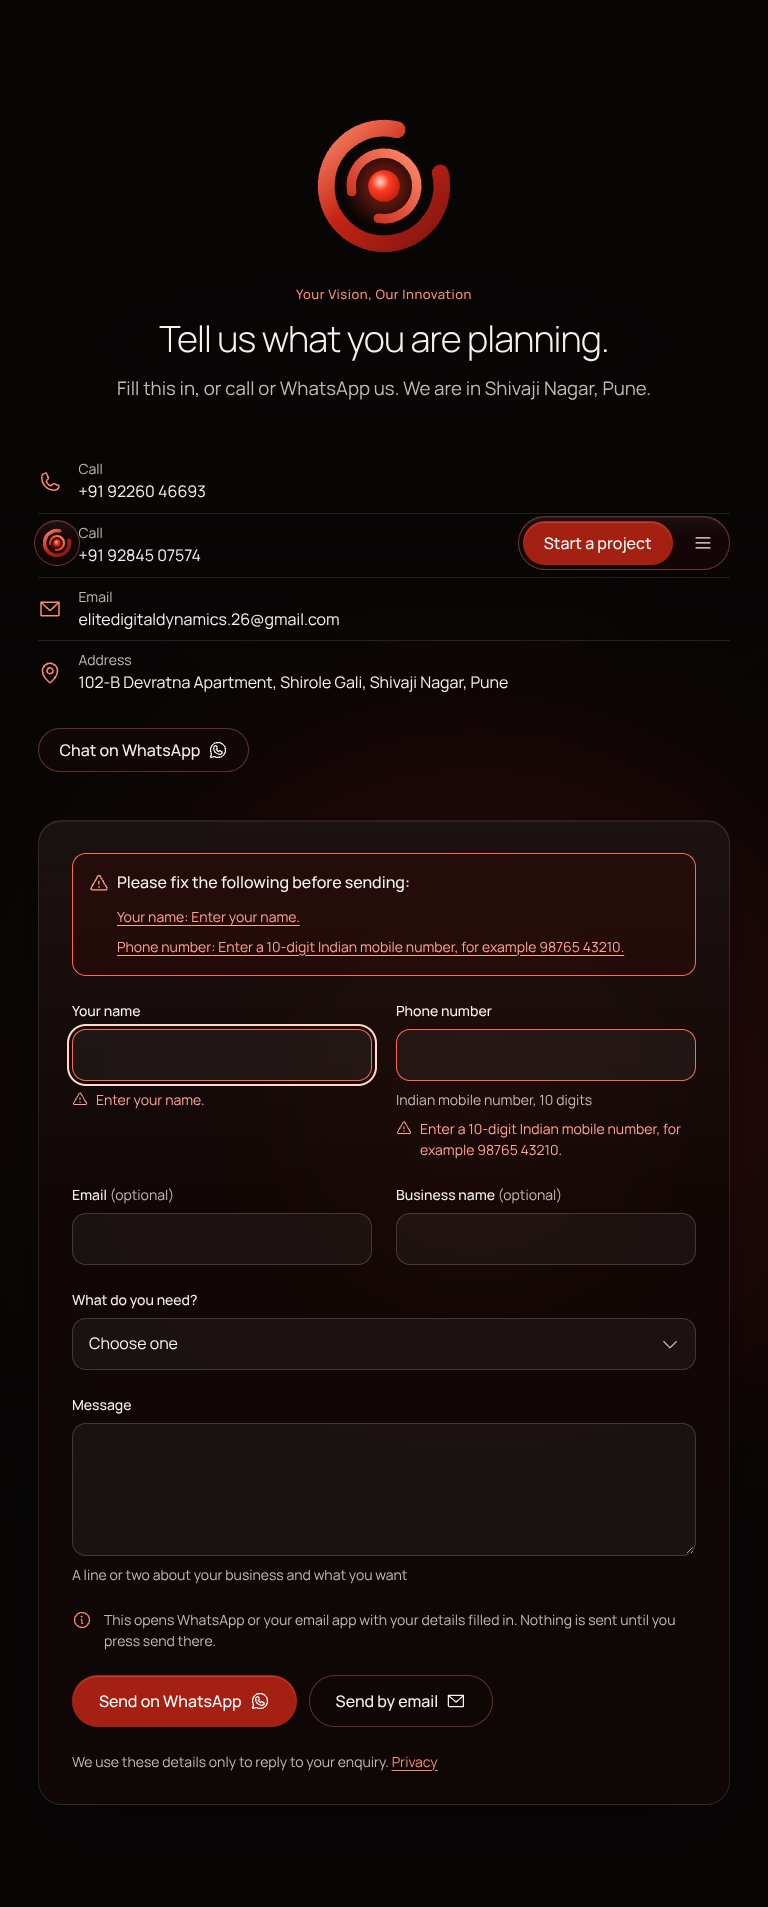 Your Vision, Our Innovation
Tell us what you are planning.
Fill this in, or call or WhatsApp us. We are in Shivaji Nagar, Pune.
Call
+91 92260 46693
Call
+91 92845 07574
Start a project
Email
elitedigitaldynamics.26@gmail.com
Address
102-B Devratna Apartment, Shirole Gali, Shivaji Nagar, Pune
Chat on WhatsApp
Please fix the following before sending:
Your name: Enter your name.
Phone number: Enter a 10-digit Indian mobile number, for example 98765 43210.
Your name
Enter your name.
Phone number
Indian mobile number, 10 digits
Enter a 10-digit Indian mobile number, for
example 98765 43210.
Email (optional)
Business name (optional)
What do you need?
Choose one
Message
A line or two about your business and what you want
This opens WhatsApp or your email app with your details filled in. Nothing is sent until you
press send there.
Send on WhatsApp
Send by email
We use these details only to reply to your enquiry. Privacy